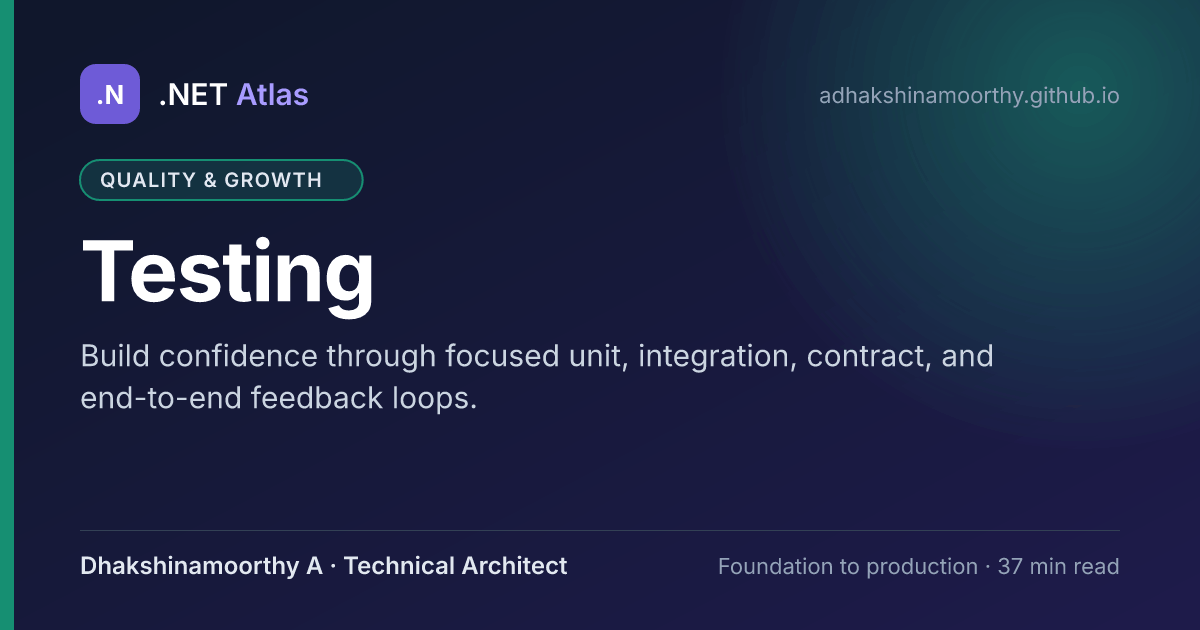 .N
.NET Atlas
adhakshinamoorthy.github.io
QUALITY & GROWTH
Testing
Build confidence through focused unit, integration, contract, and
end-to-end feedback loops.
Dhakshinamoorthy A · Technical Architect
Foundation to production · 37 min read